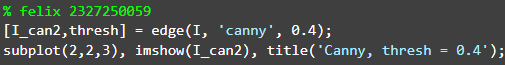 % felix 2327250059
[I_can2,thresh] = edge(I, 'canny', 0.4);
subplot(2,2,3), imshow(I_can2), title('Canny, thresh = 0.4');